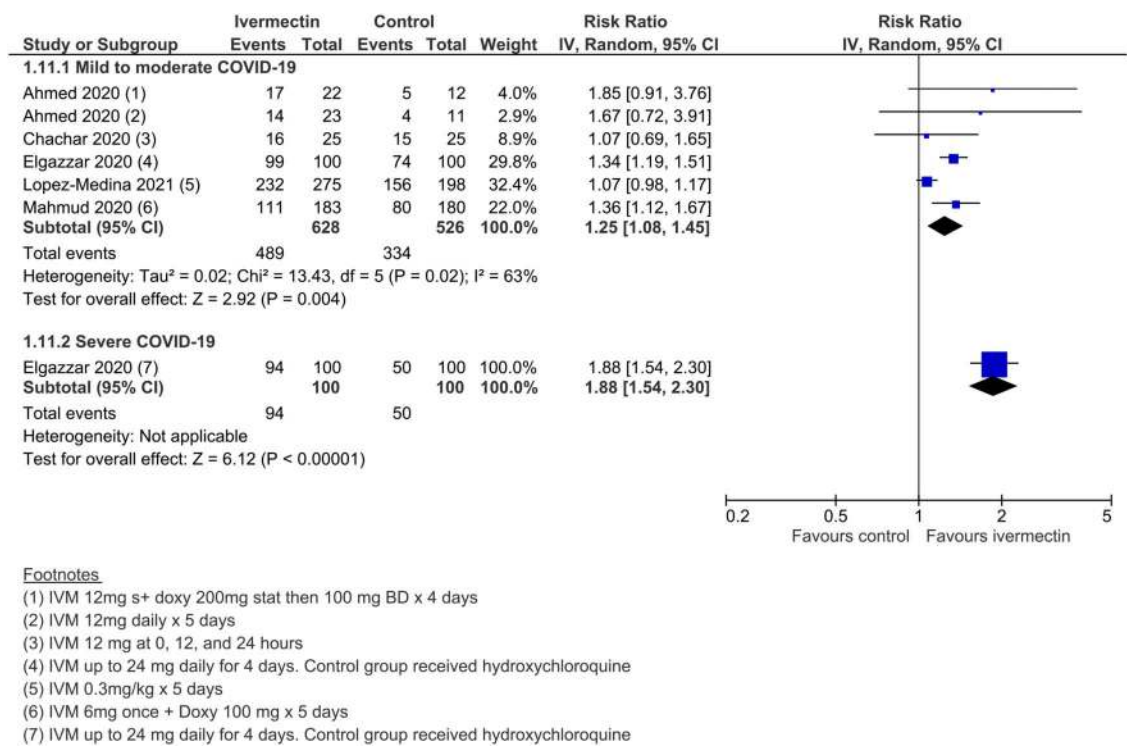 Ivermectin Control Risk Ratio Risk Ratio
Study or Subgroup Events Total Events Total Weight IV, Random, 95% CI IV, Random, 95% CI
1.11.1 Mild to moderate COVID-19
Ahmed 2020 (1) 17 22 5 12 4.0% 1.85 [0.91, 3.76]
Ahmed 2020 (2) 14 23 4 11 2.9% 1.67 [0.72, 3.91]
Chachar 2020 (3) 16 25 15 25 8.9% 1.07 [0.69, 1.65]
Elgazzar 2020 (4) 99 100 74 100 29.8% 1.34 [1.19, 1.51]
Lopez-Medina 2021 (5) 232 275 156 198 32.4% 1.07 [0.98, 1.17]
Mahmud 2020 (6) 111 183 80 180 22.0% 1.36 [1.12, 1.67]
Subtotal (95% CI) 628 526 100.0% 1.25 [1.08, 1.45]
Total events 489 334
Heterogeneity: Tau² = 0.02; Chi² = 13.43, df = 5 (P = 0.02); I² = 63%
Test for overall effect: Z = 2.92 (P = 0.004)
1.11.2 Severe COVID-19
Elgazzar 2020 (7) 94 100 50 100 100.0% 1.88 [1.54, 2.30]
Subtotal (95% CI) 100 100 100.0% 1.88 [1.54, 2.30]
Total events 94 50
Heterogeneity: Not applicable
Test for overall effect: Z = 6.12 (P < 0.00001)
0.2 0.5 1 2 5
Favours control Favours ivermectin
Footnotes
(1) IVM 12mg s+ doxy 200mg stat then 100 mg BD x 4 days
(2) IVM 12mg daily x 5 days
(3) IVM 12 mg at 0, 12, and 24 hours
(4) IVM up to 24 mg daily for 4 days. Control group received hydroxychloroquine
(5) IVM 0.3mg/kg x 5 days
(6) IVM 6mg once + Doxy 100 mg x 5 days
(7) IVM up to 24 mg daily for 4 days. Control group received hydroxychloroquine